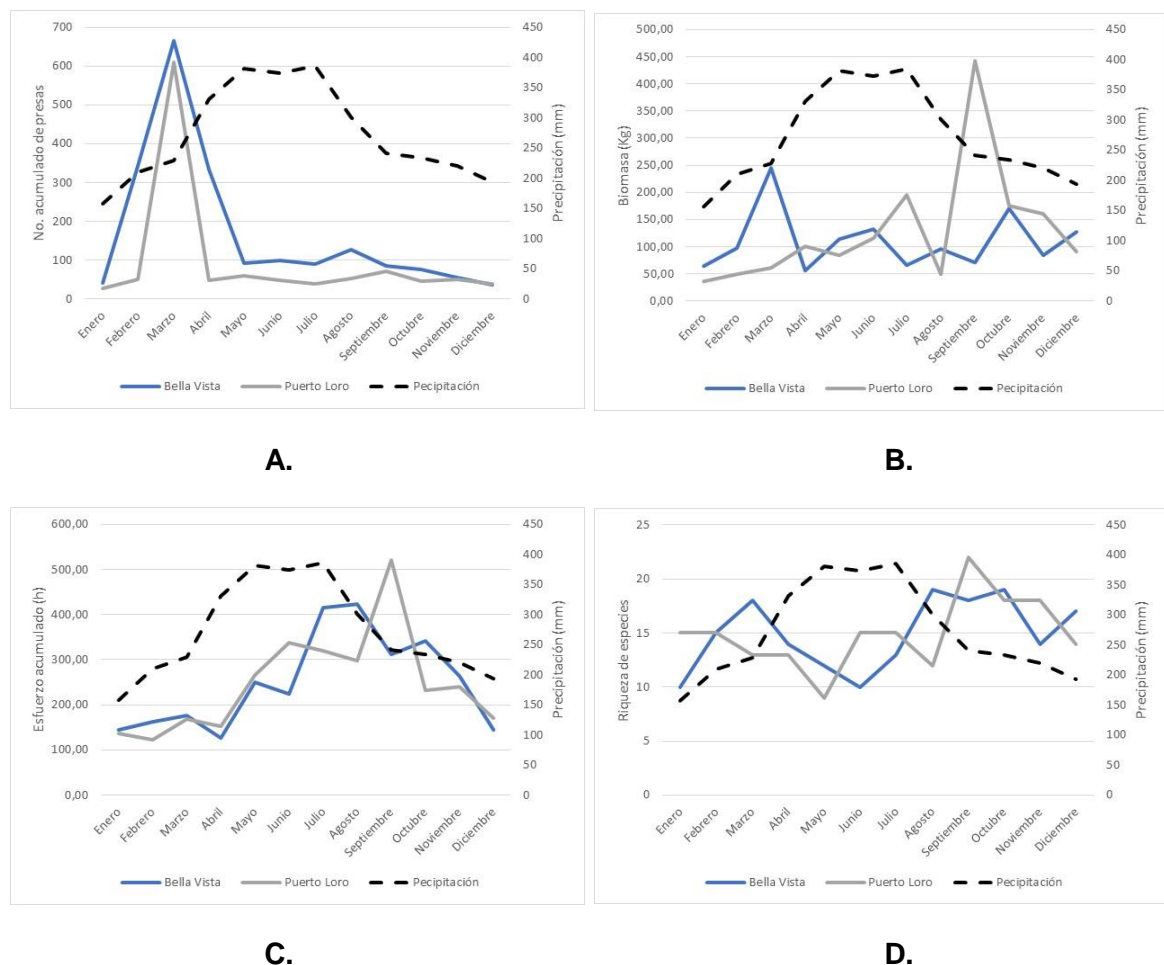 700
600
500
400
300
200
100
0
No. acumulado de presas
450
400
350
300
250
200
150
100
50
0
Precipitación (mm)
Enero
Febrero
Marzo
Abril
Mayo
Junio
Julio
Agosto
Septiembre
Octubre
Noviembre
Diciembre
Bella Vista Puerto Loro Pecipitación
A.
500,00
450,00
400,00
350,00
300,00
250,00
200,00
150,00
100,00
50,00
0,00
Biomasa (Kg)
450
400
350
300
250
200
150
100
50
0
Precipitación (mm)
Enero
Febrero
Marzo
Abril
Mayo
Junio
Julio
Agosto
Septiembre
Octubre
Noviembre
Diciembre
Bella Vista Puerto Loro Pecipitación
B.
600,00
500,00
400,00
300,00
200,00
100,00
0,00
Esfuerzo acumulado (h)
450
400
350
300
250
200
150
100
50
0
Precipitación (mm)
Enero
Febrero
Marzo
Abril
Mayo
Junio
Julio
Agosto
Septiembre
Octubre
Noviembre
Diciembre
Bella Vista Puerto Loro Pecipitación
C.
25
20
15
10
5
0
Riqueza de especies
450
400
350
300
250
200
150
100
50
0
Precipitación (mm)
Enero
Febrero
Marzo
Abril
Mayo
Junio
Julio
Agosto
Septiembre
Octubre
Noviembre
Diciembre
Bella Vista Puerto Loro Pecipitación
D.